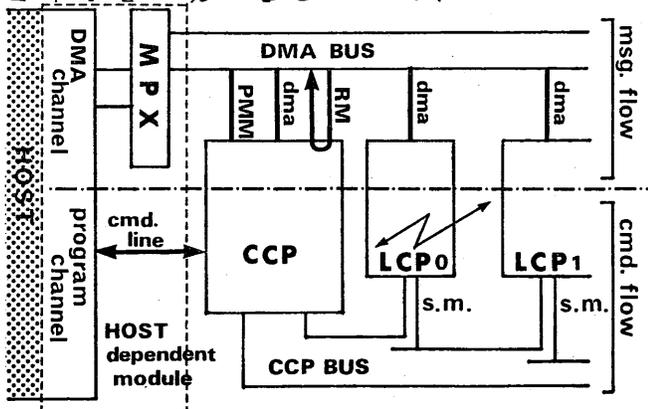 HOST
DMA channel
program channel
MPX
DMA BUS
PMM
dma
RM
dma
dma
msg. flow
cmd. line
CCP
LCP0
LCP1
s.m.
s.m.
cmd. flow
HOST
dependent
module
CCP BUS